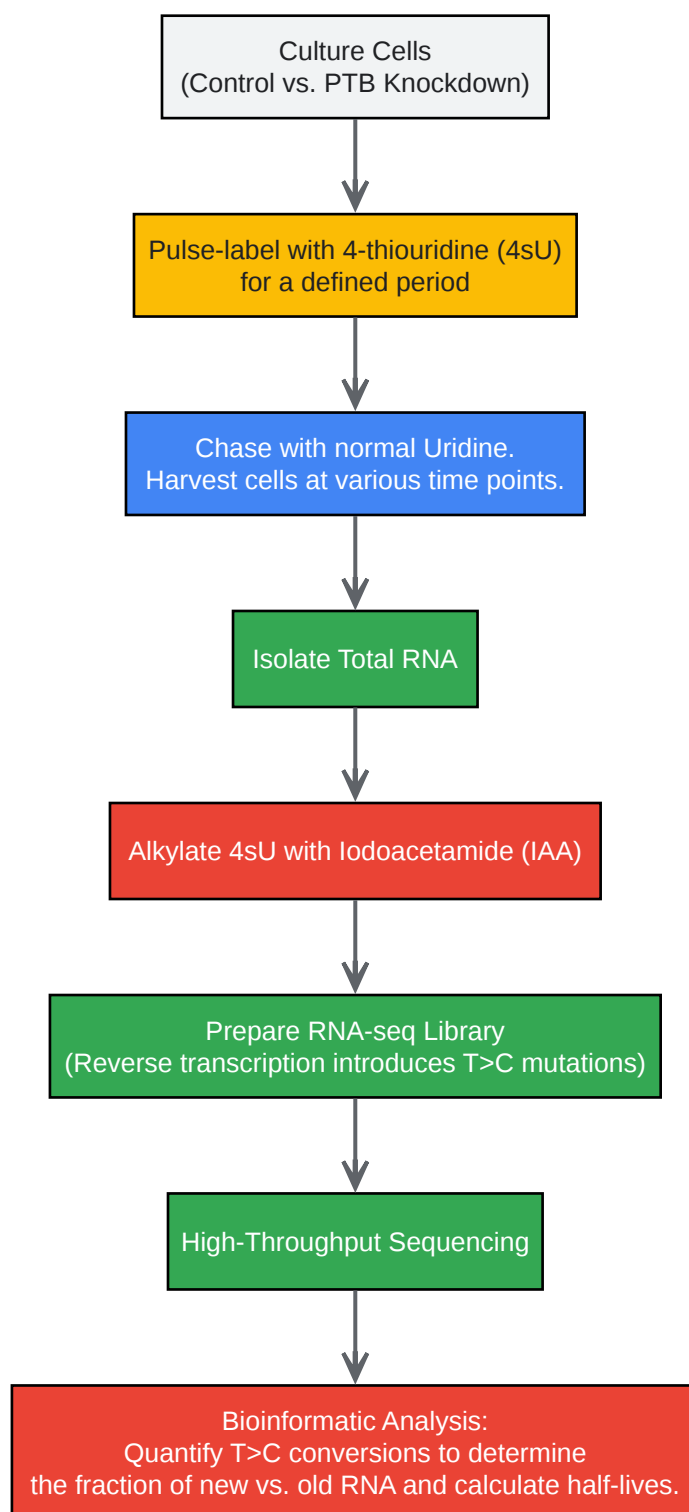 Culture Cells
(Control vs. PTB Knockdown)
Pulse-label with 4-thiouridine (4sU)
for a defined period
Chase with normal Uridine.
Harvest cells at various time points.
Isolate Total RNA
Alkylate 4sU with Iodoacetamide (IAA)
Prepare RNA-seq Library
(Reverse transcription introduces T>C mutations)
High-Throughput Sequencing
Bioinformatic Analysis:
Quantify T>C conversions to determine
the fraction of new vs. old RNA and calculate half-lives.